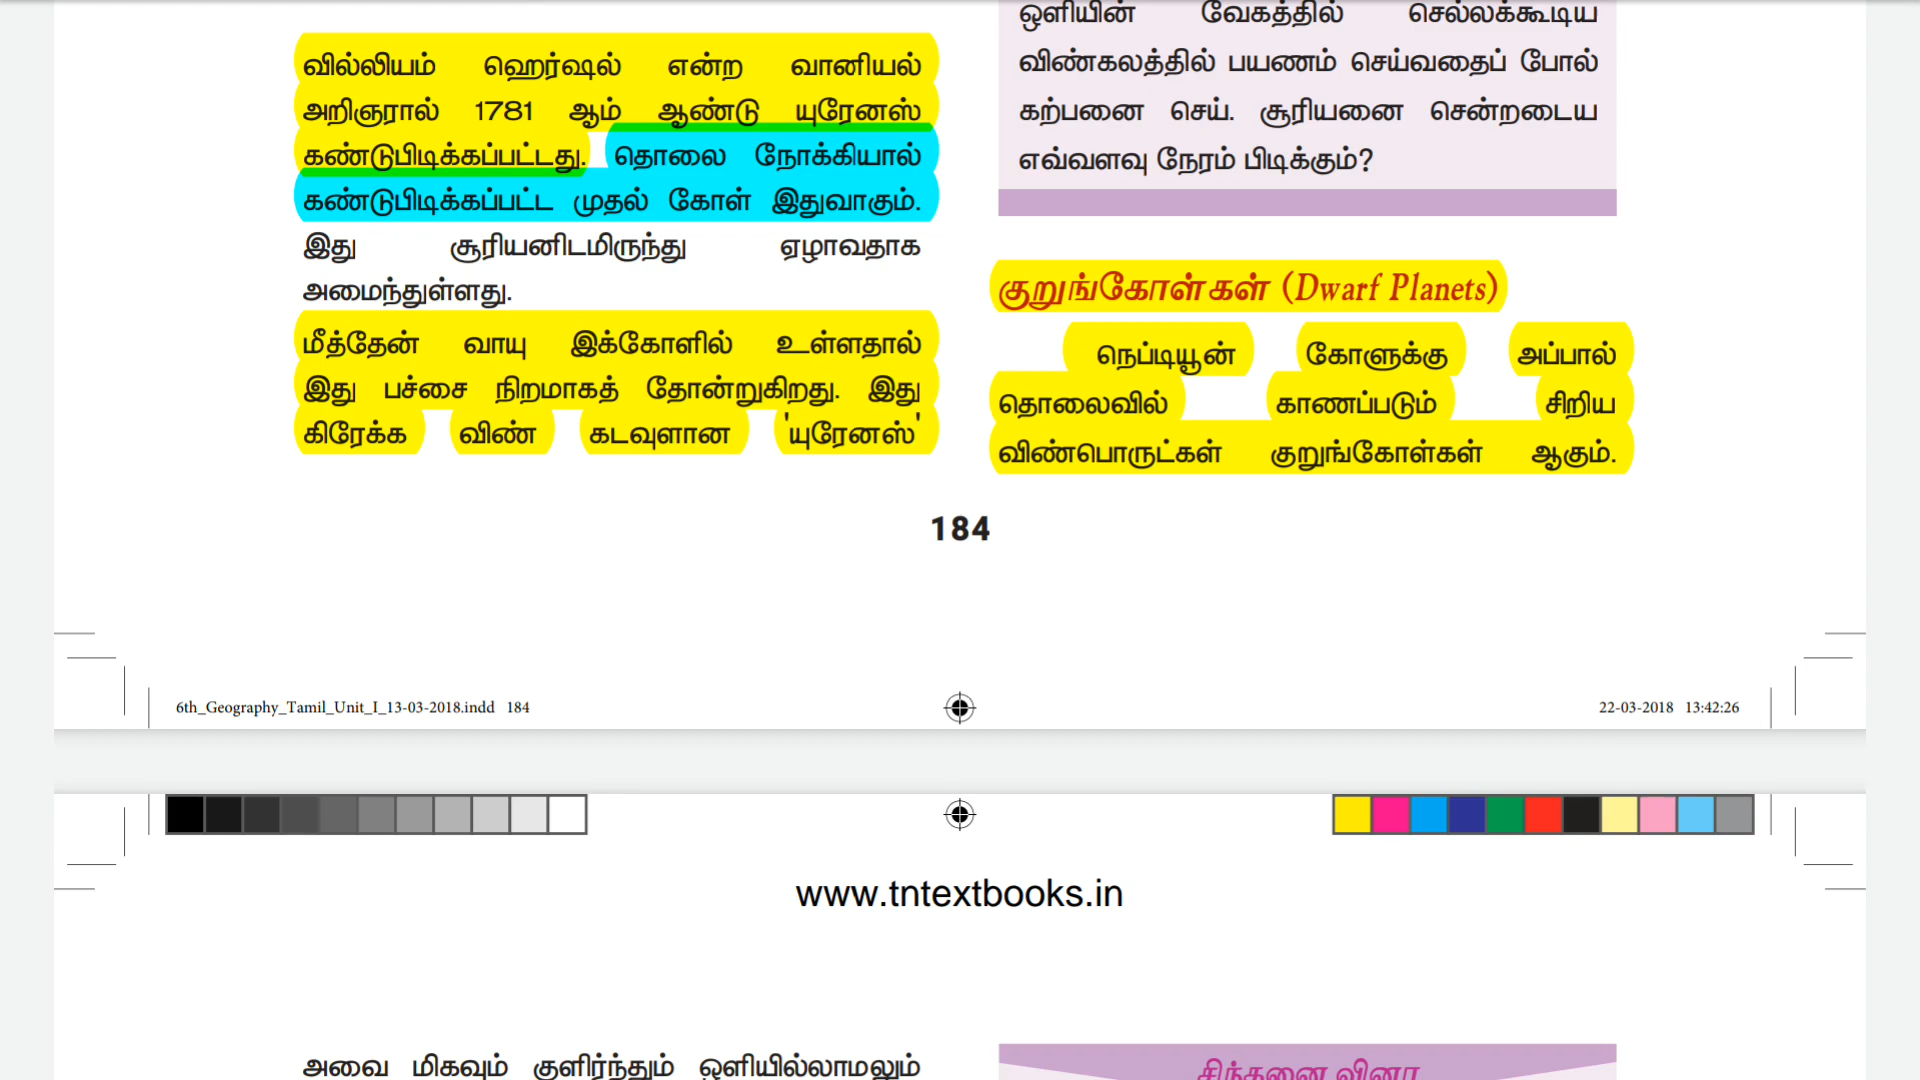 வில்லியம் ஹெர்ஷல் என்ற வானியல்
அறிஞரால் 1781 ஆம் ஆண்டு யுரேனஸ்
கண்டுபிடிக்கப்பட்டது. தொலை நோக்கியால்
கண்டுபிடிக்கப்பட்ட முதல் கோள் இதுவாகும்.
இது சூரியனிடமிருந்து ஏழாவதாக
அமைந்துள்ளது.
மீத்தேன் வாயு இக்கோளில் உள்ளதால்
இது பச்சை நிறமாகத் தோன்றுகிறது. இது
கிரேக்க விண் கடவுளான 'யுரேனஸ்'
ஒளியின் வேகத்தில் செல்லக்கூடிய
விண்கலத்தில் பயணம் செய்வதைப் போல்
கற்பனை செய். சூரியனை சென்றடைய
எவ்வளவு நேரம் பிடிக்கும்?
குறுங்கோள்கள் (Dwarf Planets)
நெப்டியூன் கோளுக்கு அப்பால்
தொலைவில் காணப்படும் சிறிய
விண்பொருட்கள் குறுங்கோள்கள் ஆகும்.
184
6th_Geography_Tamil_Unit_I_13-03-2018.indd 184
22-03-2018 13:42:26
www.tntextbooks.in
அவை மிகவும் குளிர்ந்தும் ஒளியில்லாமலும்
சிந்தனை வினா